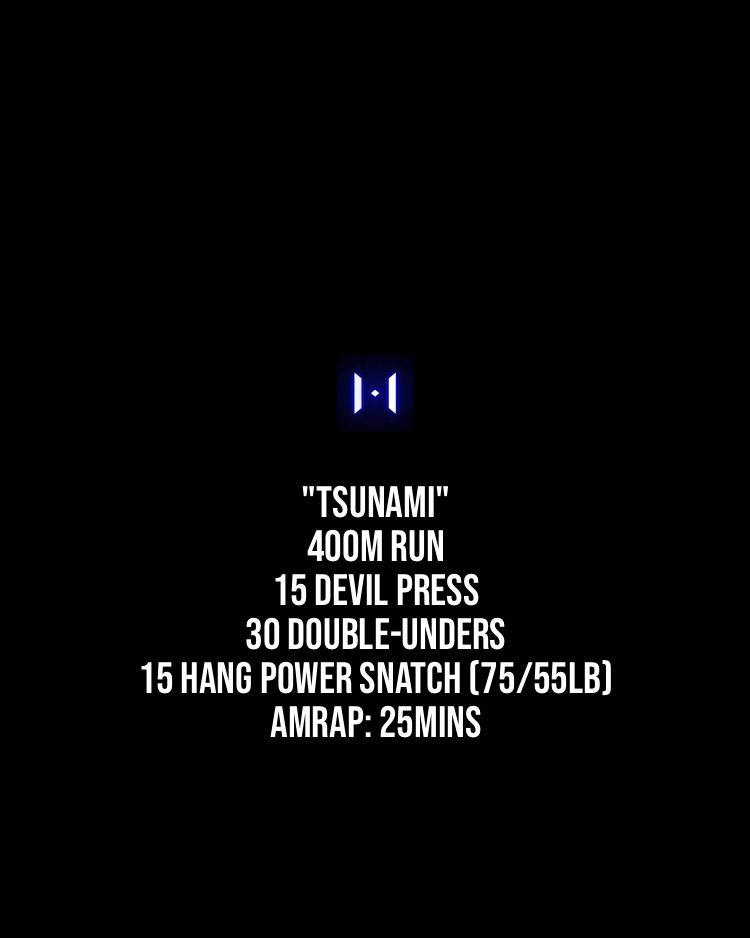 "TSUNAMI"
400M RUN
15 DEVIL PRESS
30 DOUBLE-UNDERS
15 HANG POWER SNATCH (75/55LB)
AMRAP: 25MINS